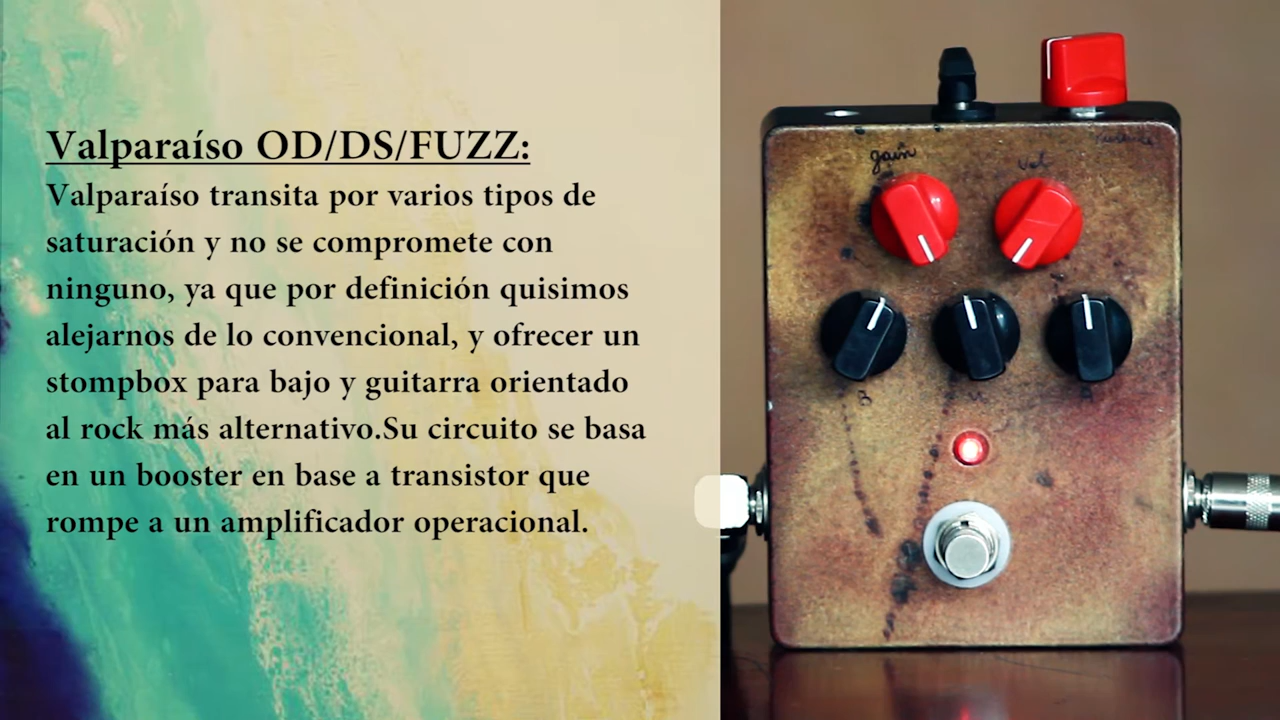 Valparaíso OD/DS/FUZZ:
Valparaíso transita por varios tipos de
saturación y no se compromete con
ninguno, ya que por definición quisimos
alejarnos de lo convencional, y ofrecer un
stompbox para bajo y guitarra orientado
al rock más alternativo.Su circuito se basa
en un booster en base a transistor que
rompe a un amplificador operacional.
gain
vol
B
M